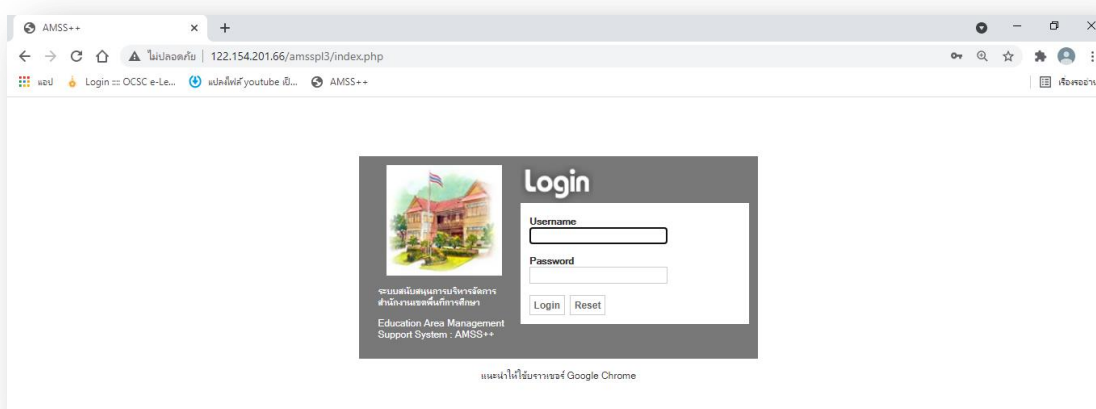 AMSS++
ไม่ปลอดภัย | 122.154.201.66/amsspl3/index.php
แอป Login ::: OCSC e-Le... แปลงไฟล์ youtube เป็... AMSS++
Login
Username
Password
Login Reset
ระบบสนับสนุนการบริหารจัดการ
สำนักงานเขตพื้นที่การศึกษา
Education Area Management
Support System : AMSS++
แนะนำให้ใช้บราวเซอร์ Google Chrome